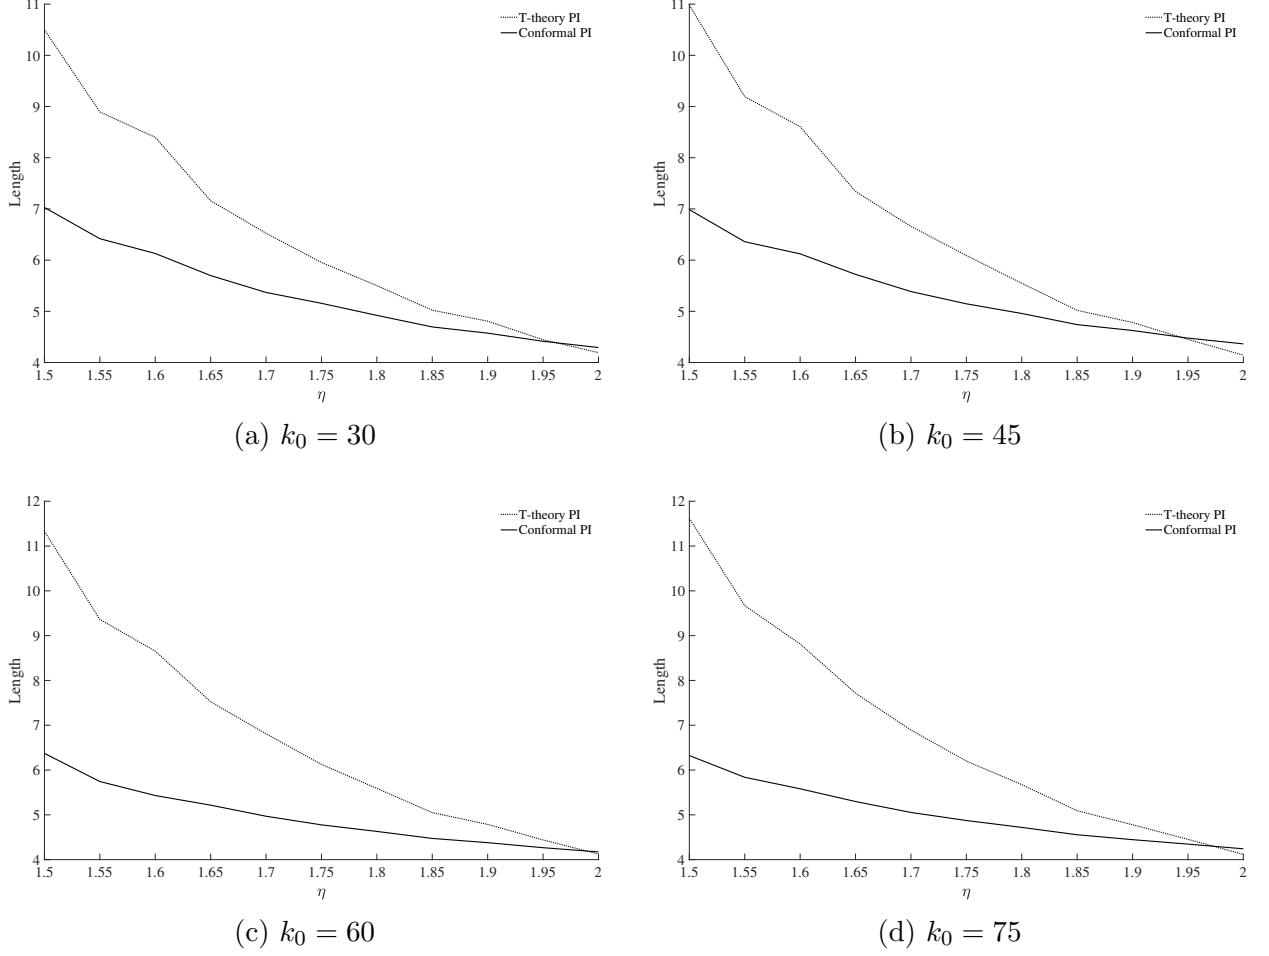 T-theory PI
Conformal PI
Length
11
10
9
8
7
6
5
4
1.5 1.55 1.6 1.65 1.7 1.75 1.8 1.85 1.9 1.95 2
η
(a) k₀ = 30
T-theory PI
Conformal PI
Length
11
10
9
8
7
6
5
4
1.5 1.55 1.6 1.65 1.7 1.75 1.8 1.85 1.9 1.95 2
η
(b) k₀ = 45
T-theory PI
Conformal PI
Length
12
11
10
9
8
7
6
5
4
1.5 1.55 1.6 1.65 1.7 1.75 1.8 1.85 1.9 1.95 2
η
(c) k₀ = 60
T-theory PI
Conformal PI
Length
12
11
10
9
8
7
6
5
4
1.5 1.55 1.6 1.65 1.7 1.75 1.8 1.85 1.9 1.95 2
η
(d) k₀ = 75